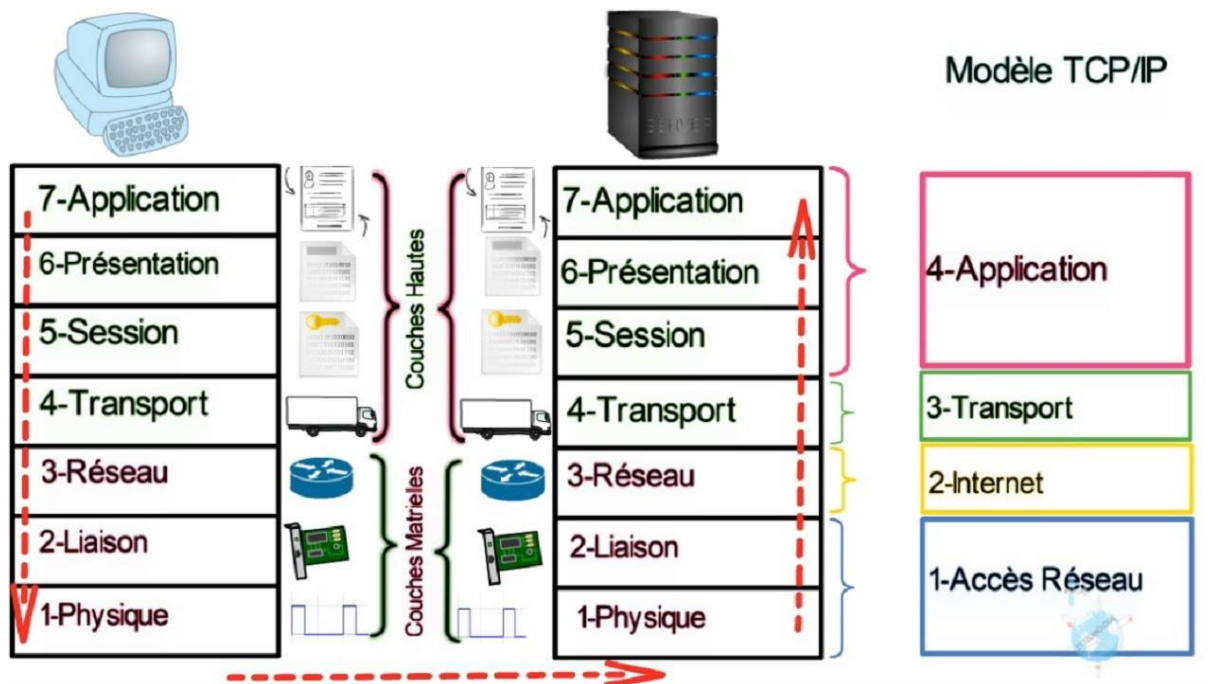 SERVER
Modèle TCP/IP
7-Application
6-Présentation
5-Session
4-Transport
3-Réseau
2-Liaison
1-Physique
Couches Hautes
Couches Matrielles
7-Application
6-Présentation
5-Session
4-Transport
3-Réseau
2-Liaison
1-Physique
4-Application
3-Transport
2-Internet
1-Accès Réseau